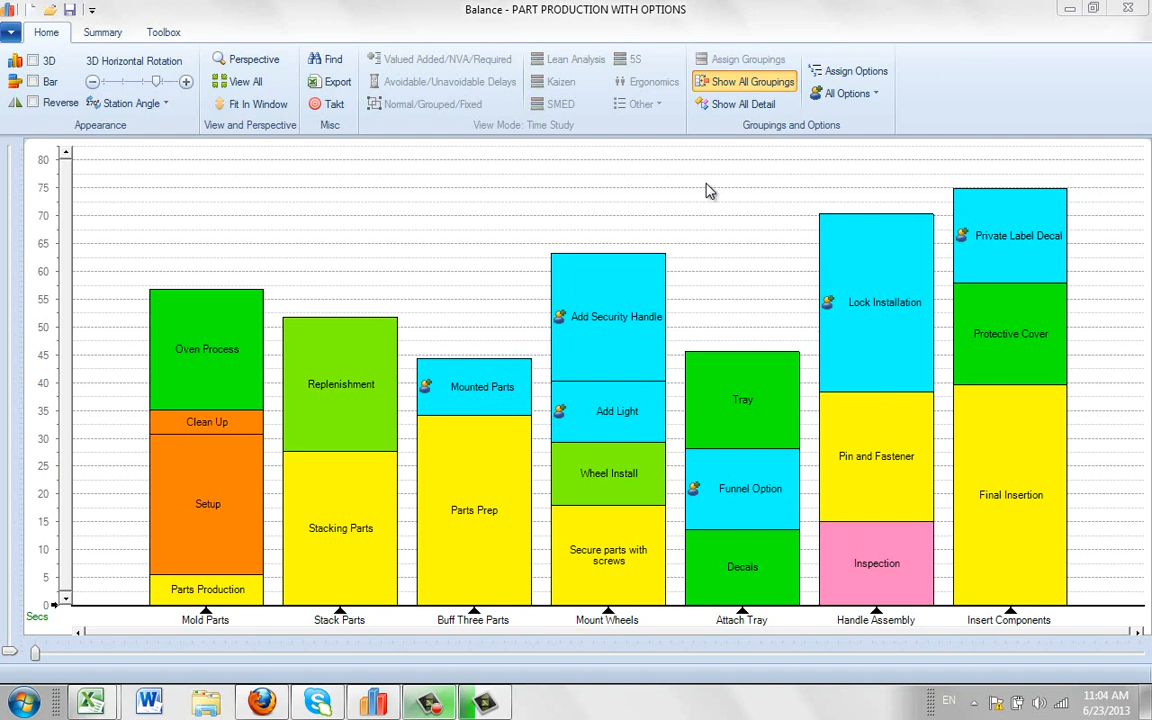 Balance - PART PRODUCTION WITH OPTIONS
Home Summary Toolbox
3D 3D Horizontal Rotation Perspective Find Valued Added/NVA/Required Lean Analysis 5S Assign Groupings Assign Options
Bar View All Export Avoidable/Unavoidable Delays Kaizen Ergonomics Show All Groupings All Options
Reverse Station Angle Fit In Window Takt Normal/Grouped/Fixed SMED Other Show All Detail
Appearance View and Perspective Misc View Mode: Time Study Groupings and Options
80
75
70
65
60
55
50
45
40
35
30
25
20
15
10
5
0
Secs
Oven Process
Clean Up
Setup
Parts Production
Replenishment
Stacking Parts
Mounted Parts
Parts Prep
Add Security Handle
Add Light
Wheel Install
Secure parts with
screws
Tray
Funnel Option
Decals
Lock Installation
Pin and Fastener
Inspection
Private Label Decal
Protective Cover
Final Insertion
Mold Parts Stack Parts Buff Three Parts Mount Wheels Attach Tray Handle Assembly Insert Components
EN
11:04 AM
6/23/2013